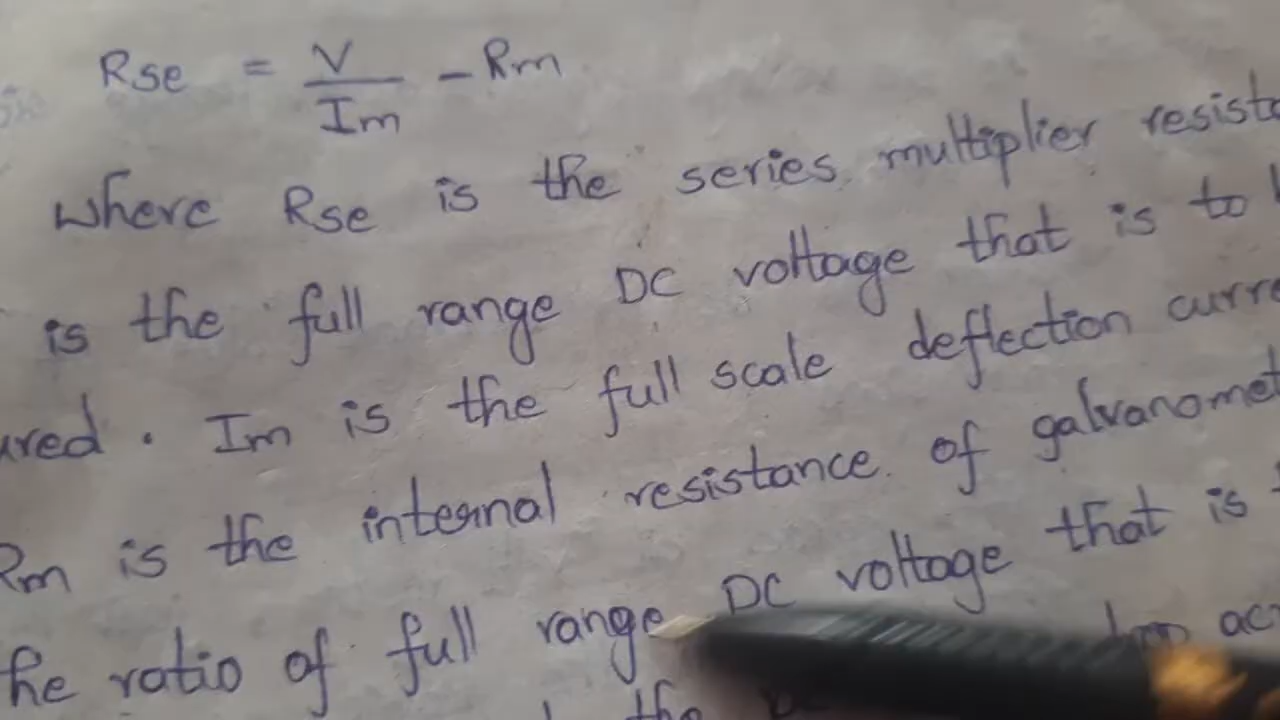 Rse = V/Im - Rm
Where Rse is the series multiplier
is the full range DC voltage that is to
Im is the full scale deflection
Rm is the internal resistance of
ratio of full range DC voltage that is
the